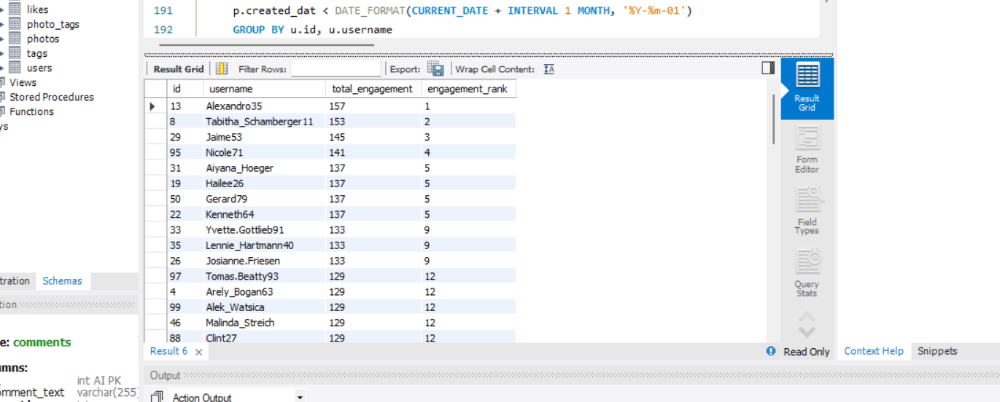 likes
photo_tags
photos
tags
users
Views
Stored Procedures
Functions
191 p.created_dat < DATE_FORMAT(CURRENT_DATE + INTERVAL 1 MONTH, '%Y-%m-01')
192 GROUP BY u.id, u.username
Result Grid Filter Rows: Export: Wrap Cell Content:
id username total_engagement engagement_rank
13 Alexandro35 157 1
8 Tabitha_Schamberger11 153 2
29 Jaime53 145 3
95 Nicole71 141 4
31 Aiyana_Hoeger 137 5
19 Hailee26 137 5
50 Gerard79 137 5
22 Kenneth64 137 5
33 Yvette.Gottlieb91 133 9
35 Lennie_Hartmann40 133 9
26 Josianne.Friesen 133 9
97 Tomas.Beatty93 129 12
4 Arely_Bogan63 129 12
99 Alek_Watsica 129 12
46 Malinda_Streich 129 12
88 Clint27 129 12
Result
Grid
Form
Editor
Field
Types
Query
Stats
tration Schemas
tion
e: comments
umns:
int AI PK
omment_text varchar(255)
Result 6
Read Only
Context Help Snippets
Output
Action Output